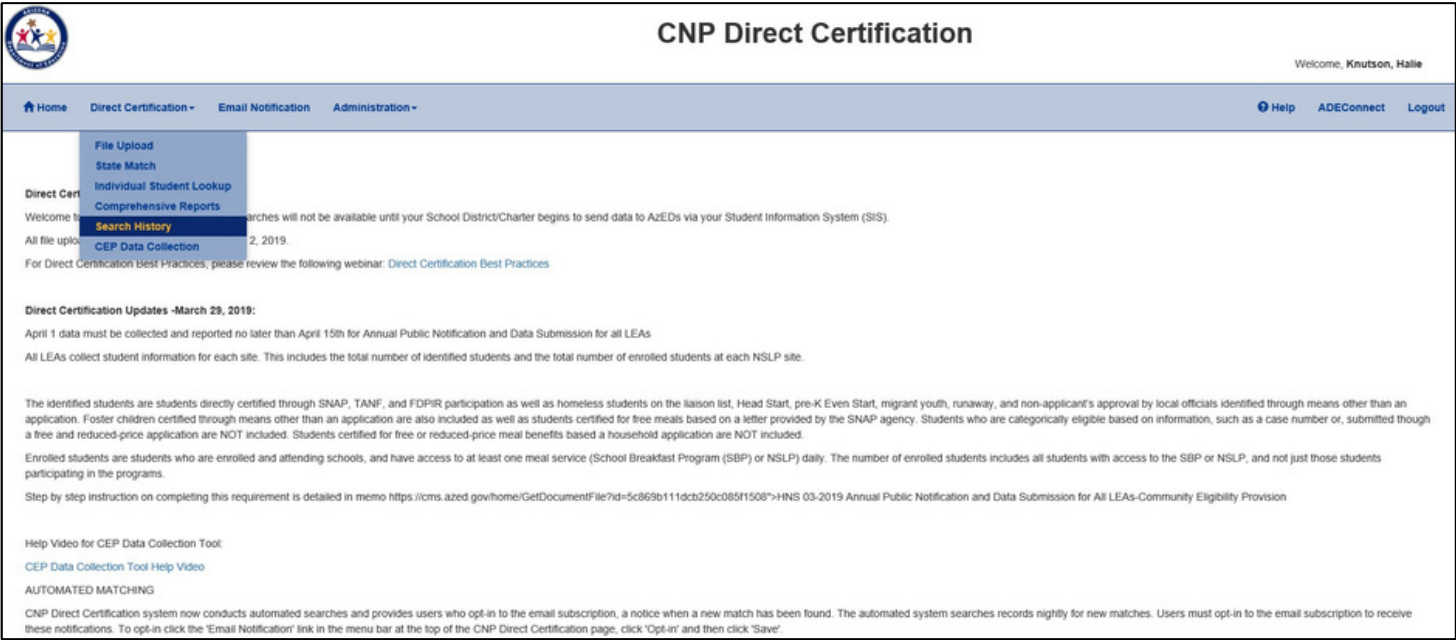 CNP Direct Certification
Welcome, Knutson, Halie
Home Direct Certification Email Notification Administration Help ADEConnect Logout
File Upload
State Match
Individual Student Lookup
Comprehensive Reports
Search History
CEP Data Collection
Direct Cert
Welcome to arches will not be available until your School District/Charter begins to send data to AzEDs via your Student Information System (SIS).
All file uploa 2, 2019.
For Direct Certification Best Practices, please review the following webinar: Direct Certification Best Practices
Direct Certification Updates -March 29, 2019:
April 1 data must be collected and reported no later than April 15th for Annual Public Notification and Data Submission for all LEAs
All LEAs collect student information for each site. This includes the total number of identified students and the total number of enrolled students at each NSLP site.
The identified students are students directly certified through SNAP, TANF, and FDPIR participation as well as homeless students on the liaison list, Head Start, pre-K Even Start, migrant youth, runaway, and non-applicant's approval by local officials identified through means other than an
application. Foster children certified through means other than an application are also included as well as students certified for free meals based on a letter provided by the SNAP agency. Students who are categorically eligible based on information, such as a case number or, submitted though
a free and reduced-price application are NOT included. Students certified for free or reduced-price meal benefits based a household application are NOT included.
Enrolled students are students who are enrolled and attending schools, and have access to at least one meal service (School Breakfast Program (SBP) or NSLP) daily. The number of enrolled students includes all students with access to the SBP or NSLP, and not just those students
participating in the programs.
Step by step instruction on completing this requirement is detailed in memo https://cms.azed.gov/home/GetDocumentFile?id=5c869b111dcb250c085f1508">HNS 03-2019 Annual Public Notification and Data Submission for All LEAs-Community Eligibility Provision
Help Video for CEP Data Collection Tool:
CEP Data Collection Tool Help Video
AUTOMATED MATCHING
CNP Direct Certification system now conducts automated searches and provides users who opt-in to the email subscription, a notice when a new match has been found. The automated system searches records nightly for new matches. Users must opt-in to the email subscription to receive
these notifications. To opt-in click the 'Email Notification' link in the menu bar at the top of the CNP Direct Certification page, click 'Opt-in' and then click 'Save'.